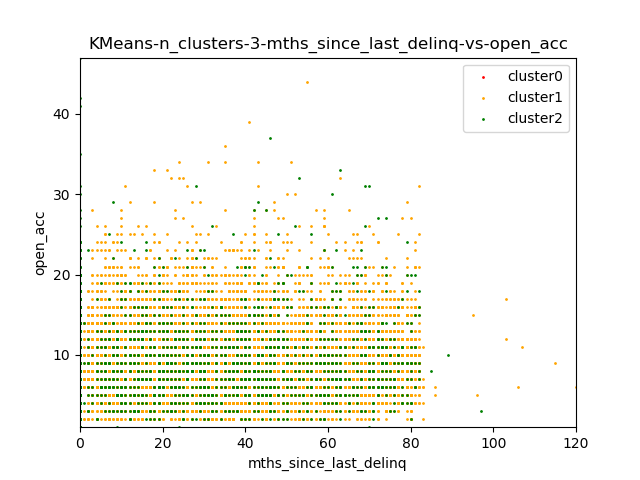 KMeans-n_clusters-3-mths_since_last_delinq-vs-open_acc
cluster0
cluster1
cluster2
40
30
20
10
open_acc
0
20
40
60
80
100
120
mths_since_last_delinq